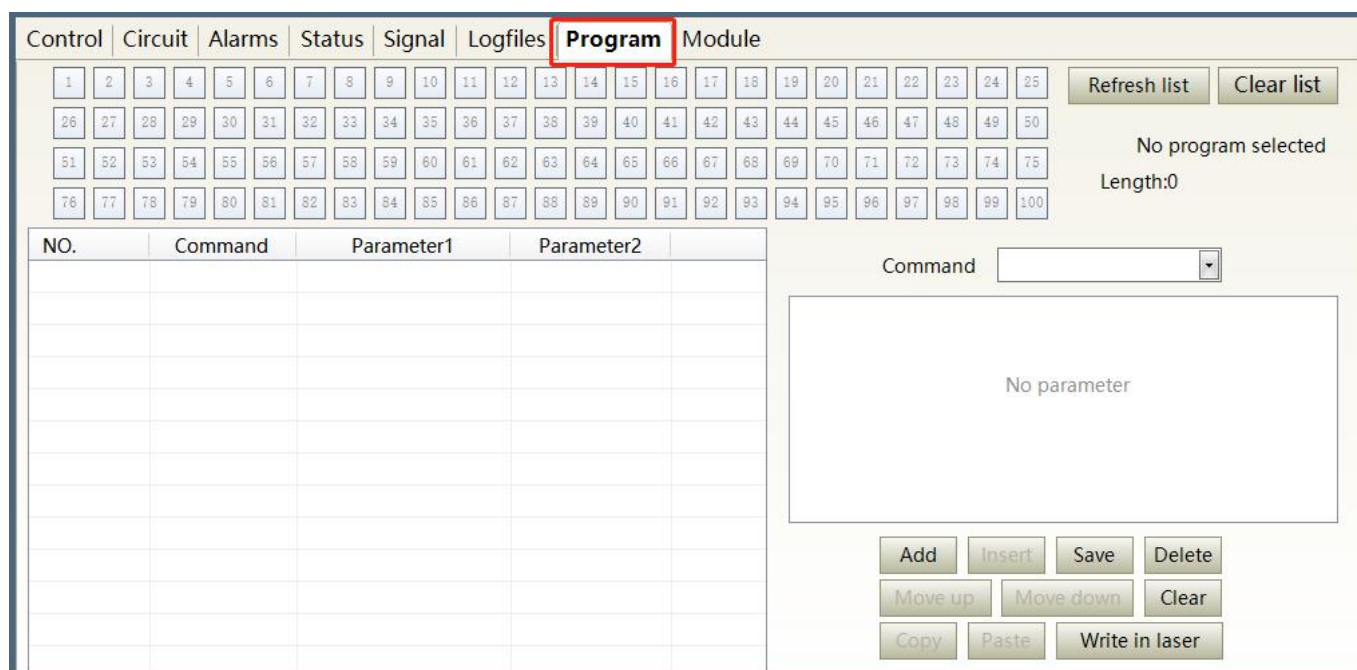 Control Circuit Alarms Status Signal Logfiles Program Module
1 2 3 4 5 6 7 8 9 10 11 12 13 14 15 16 17 18 19 20 21 22 23 24 25 Refresh list Clear list
26 27 28 29 30 31 32 33 34 35 36 37 38 39 40 41 42 43 44 45 46 47 48 49 50
No program selected
51 52 53 54 55 56 57 58 59 60 61 62 63 64 65 66 67 68 69 70 71 72 73 74 75
Length:0
76 77 78 79 80 81 82 83 84 85 86 87 88 89 90 91 92 93 94 95 96 97 98 99 100
NO. Command Parameter1 Parameter2
Command
No parameter
Add Insert Save Delete
Move up Move down Clear
Copy Paste Write in laser